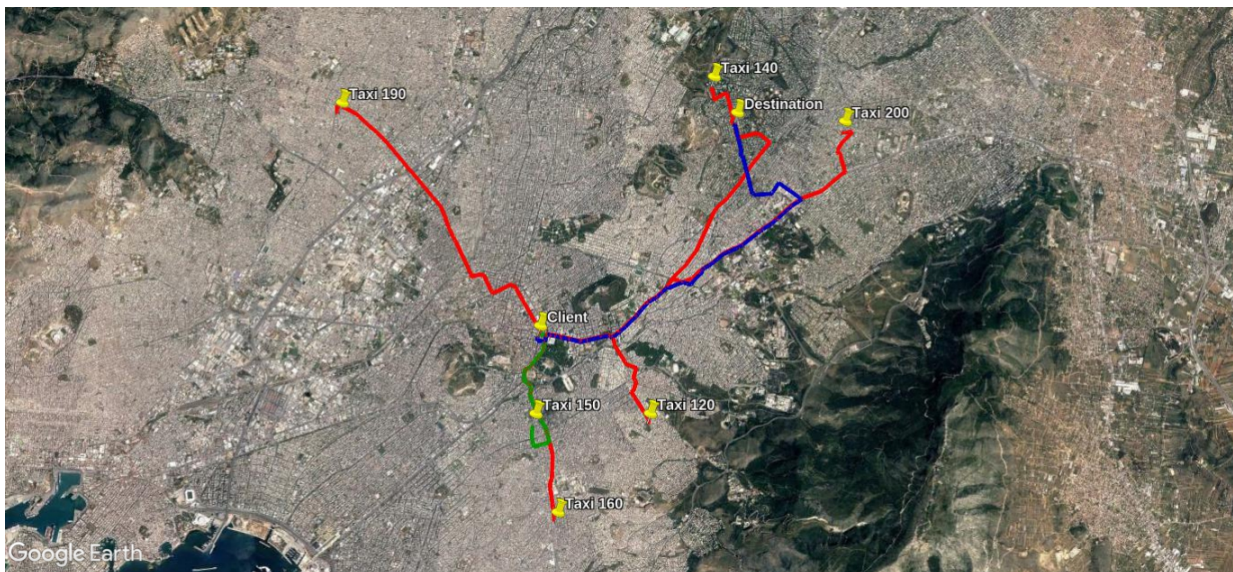 Taxi 140
Taxi 190
Destination
Taxi 200
Client
Taxi 150
Taxi 120
Taxi 160
Google Earth